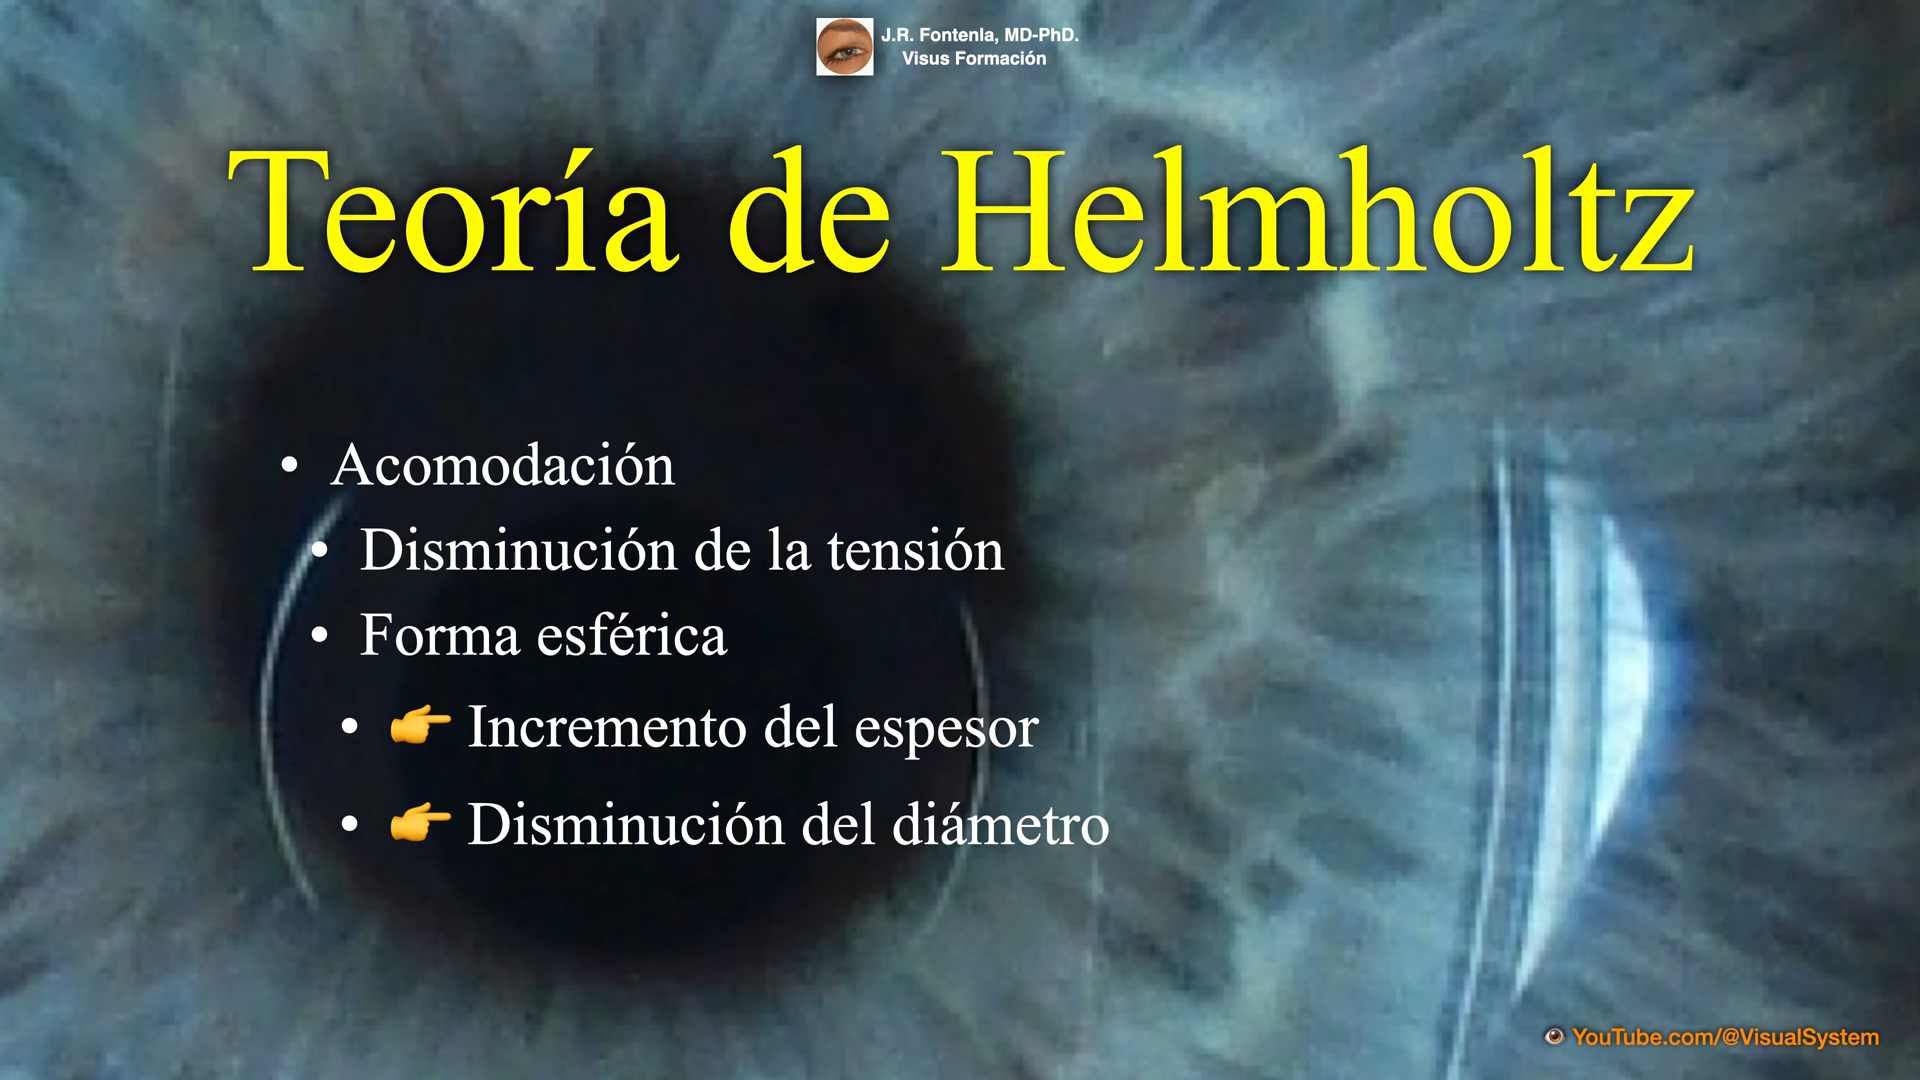 J.R. Fontenla, MD-PhD.
Visus Formación
Teoría de Helmholtz
• Acomodación
• Disminución de la tensión
• Forma esférica
• 👉 Incremento del espesor
• 👉 Disminución del diámetro
👁 YouTube.com/@VisualSystem